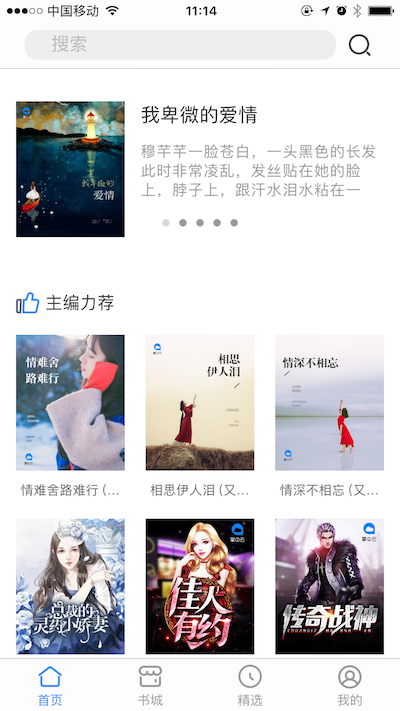 中国移动
11:14
搜索
我卑微的爱情
穆芊芊一脸苍白，一头黑色的长发
此时非常凌乱，发丝贴在她的脸
上，脖子上，跟汗水泪水粘在一
我卑微的
爱情
主编力荐
情难舍
路难行
相思
伊人泪
情深不相忘
情难舍路难行 (...
相思伊人泪 (又...
情深不相忘 (又...
掌中云
掌中云
总裁的
灵药小娇妻
佳人
有约
传奇战神
首页
书城
精选
我的